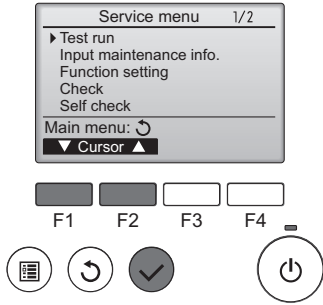 Service menu 1/2
Test run
Input maintenance info.
Function setting
Check
Self check
Main menu:
Cursor
F1 F2 F3 F4